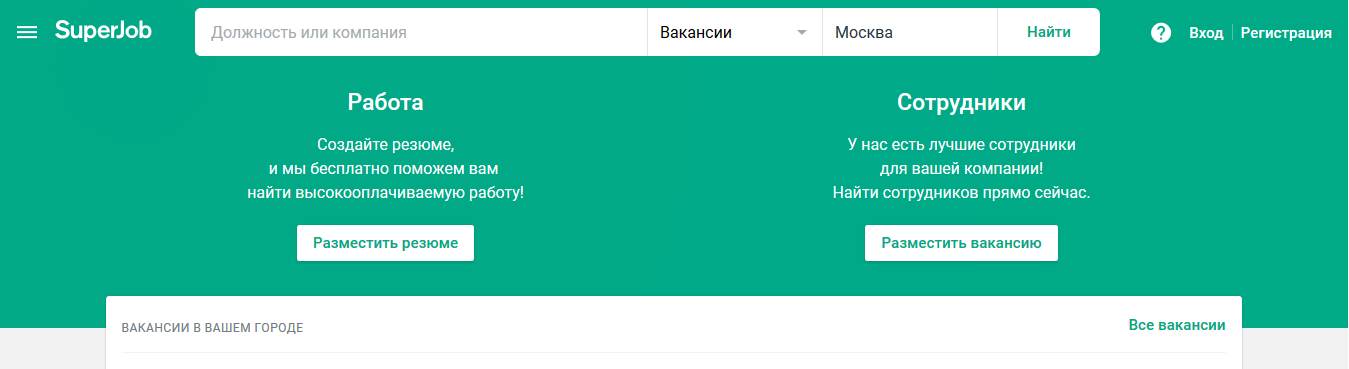 SuperJob
Должность или компания
Вакансии
Москва
Найти
?
Вход
Регистрация
Работа
Создайте резюме,
и мы бесплатно поможем вам
найти высокооплачиваемую работу!
Разместить резюме
Сотрудники
У нас есть лучшие сотрудники
для вашей компании!
Найти сотрудников прямо сейчас.
Разместить вакансию
ВАКАНСИИ В ВАШЕМ ГОРОДЕ
Все вакансии